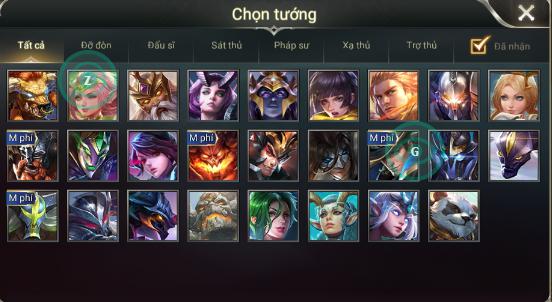 Chọn tướng
Tất cả Đỡ đòn Đấu sĩ Sát thủ Pháp sư Xạ thủ Trợ thủ Đã nhận
Z
M phí M phí M phí G
M phí